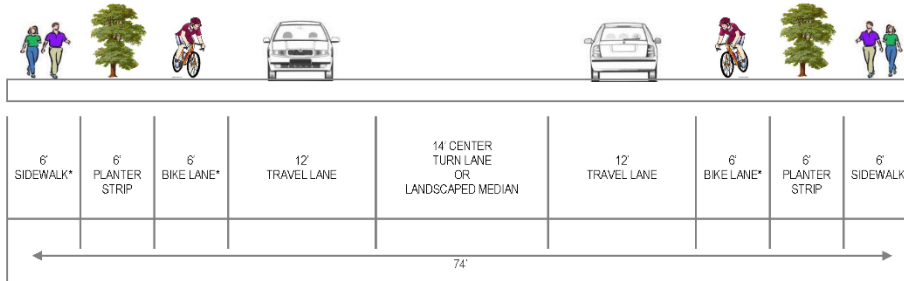 6'
SIDEWALK*
6'
PLANTER
STRIP
6'
BIKE LANE*
12'
TRAVEL LANE
14' CENTER
TURN LANE
OR
LANDSCAPED MEDIAN
12'
TRAVEL LANE
6'
BIKE LANE*
6'
PLANTER
STRIP
6'
SIDEWALK
74'